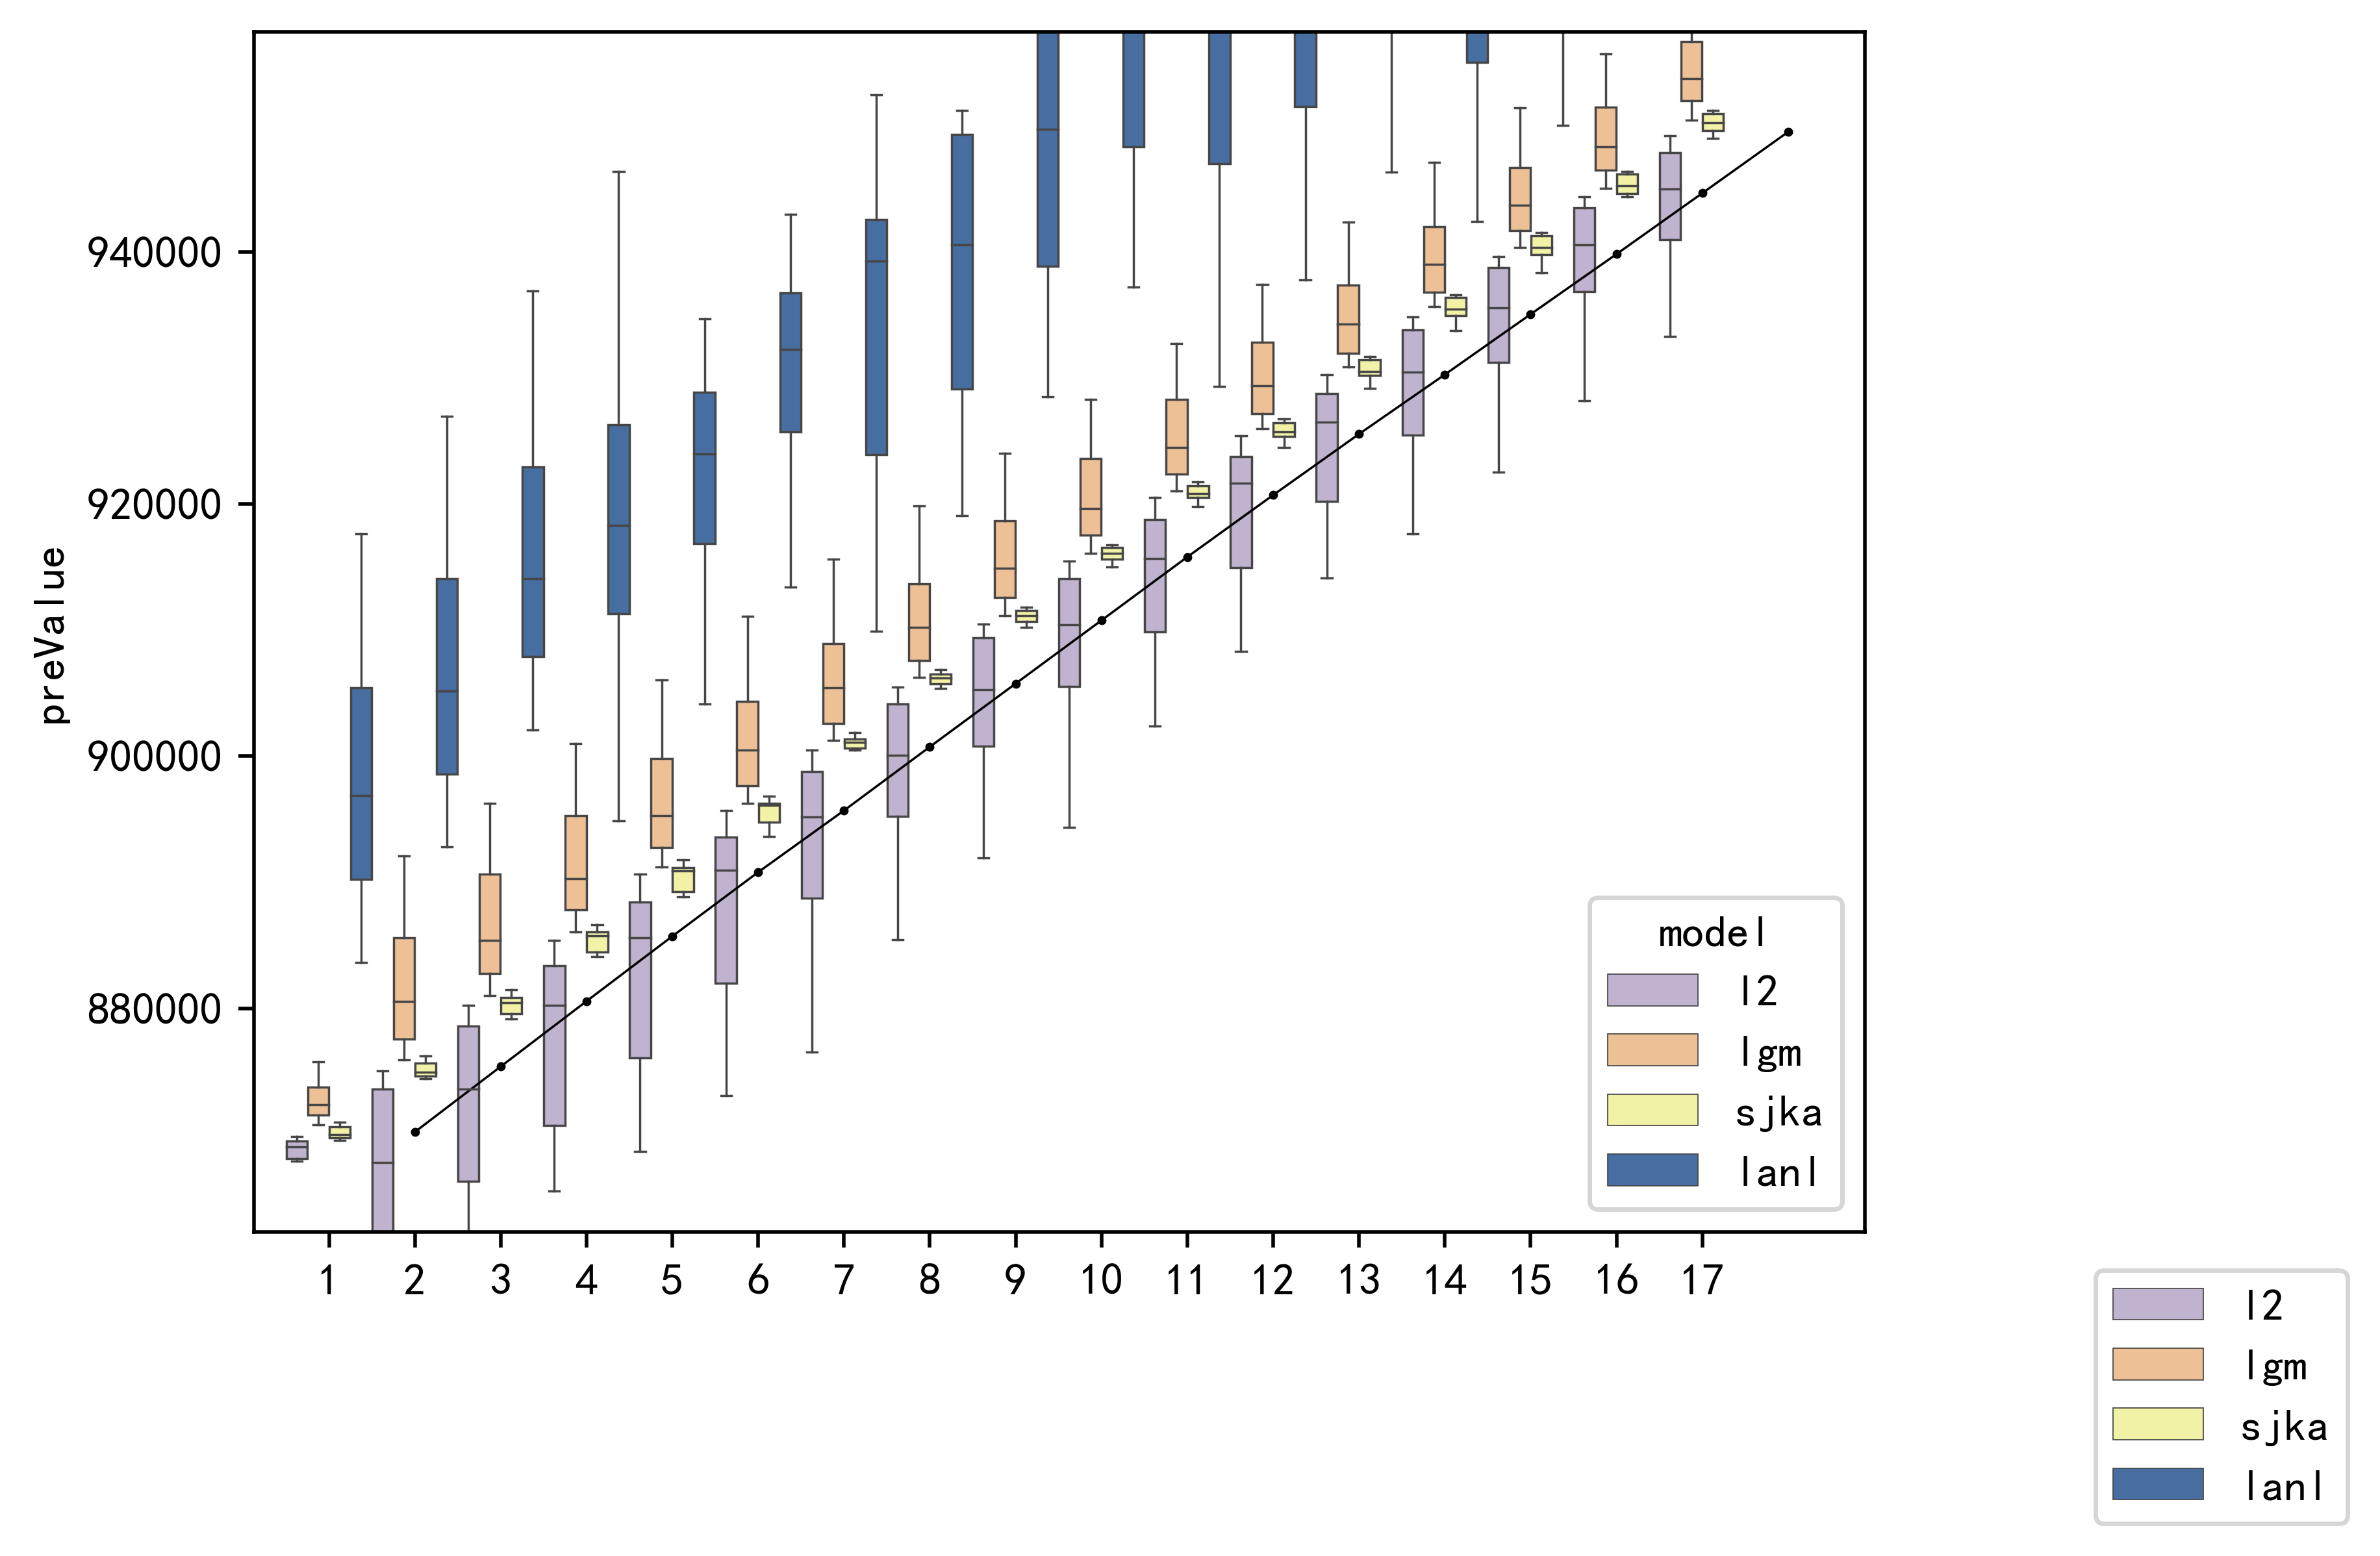 preValue
940000
920000
900000
880000
1 2 3 4 5 6 7 8 9 10 11 12 13 14 15 16 17
model
l2
lgm
sjka
lanl
l2
lgm
sjka
lanl